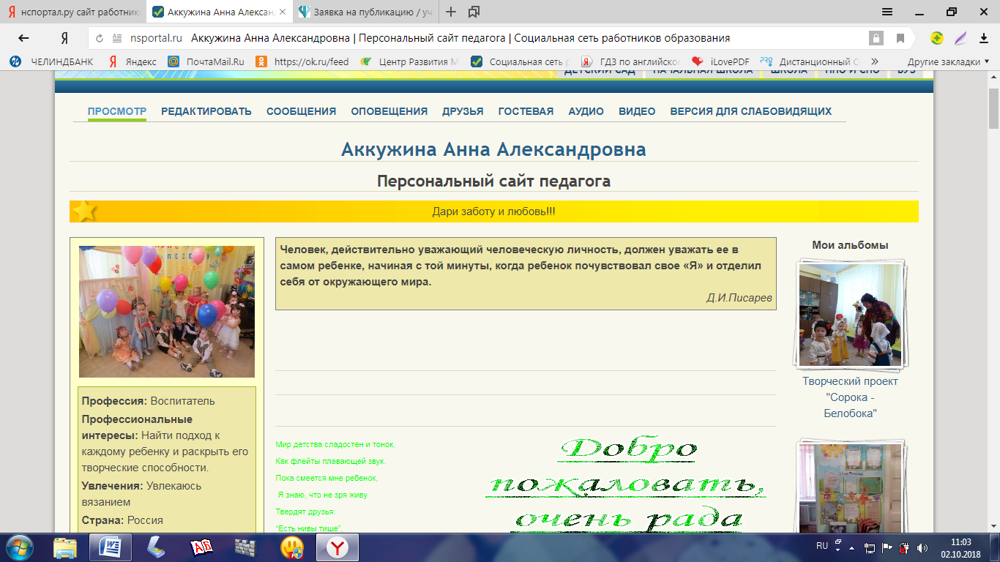 нспортал.ру сайт работник
Аккужина Анна Алексан
Заявка на публикацию / уч
nsportal.ru Аккужина Анна Александровна | Персональный сайт педагога | Социальная сеть работников образования
ЧЕЛИНДБАНК Яндекс ПочтаMail.Ru https://ok.ru/feed Центр Развития М Социальная сеть р ГДЗ по английско iLovePDF Дистанционный С Другие закладки
ДЕТСКИЙ САД НАЧАЛЬНАЯ ШКОЛА ШКОЛА НПО И СПО ВУЗ
ПРОСМОТР РЕДАКТИРОВАТЬ СООБЩЕНИЯ ОПОВЕЩЕНИЯ ДРУЗЬЯ ГОСТЕВАЯ АУДИО ВИДЕО ВЕРСИЯ ДЛЯ СЛАБОВИДЯЩИХ
Аккужина Анна Александровна
Персональный сайт педагога
Дари заботу и любовь!!!
Профессия: Воспитатель
Профессиональные
интересы: Найти подход к
каждому ребенку и раскрыть его
творческие способности.
Увлечения: Увлекаюсь
вязанием
Страна: Россия
Человек, действительно уважающий человеческую личность, должен уважать ее в
самом ребенке, начиная с той минуты, когда ребенок почувствовал свое «Я» и отделил
себя от окружающего мира.
Д.И.Писарев
Мир детства сладостен и тонок,
Как флейты плавающей звук.
Пока смеется мне ребенок,
Я знаю, что не зря живу
Твердят друзья:
"Есть нивы тише",
Добро
пожаловать,
очень рада
Мои альбомы
Творческий проект
"Сорока -
Белобока"
RU
11:03
02.10.2018